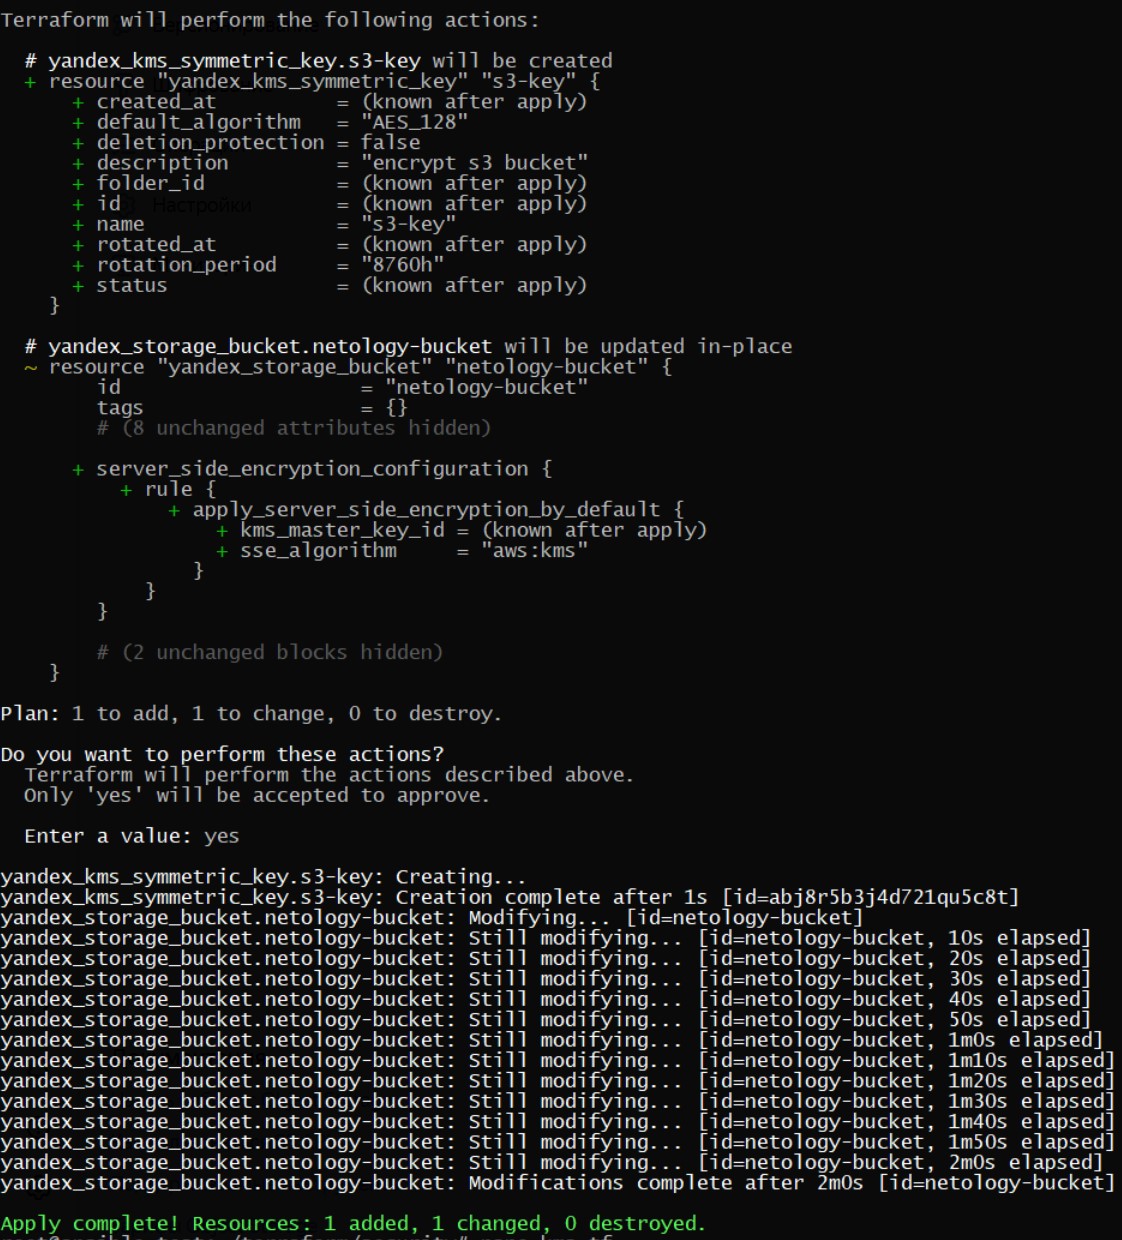 Terraform will perform the following actions:
# yandex_kms_symmetric_key.s3-key will be created
+ resource "yandex_kms_symmetric_key" "s3-key" {
+ created_at = (known after apply)
+ default_algorithm = "AES_128"
+ deletion_protection = false
+ description = "encrypt s3 bucket"
+ folder_id = (known after apply)
+ id = (known after apply)
Настройки
+ name = "s3-key"
+ rotated_at = (known after apply)
+ rotation_period = "8760h"
+ status = (known after apply)
}
# yandex_storage_bucket.netology-bucket will be updated in-place
~ resource "yandex_storage_bucket" "netology-bucket" {
id = "netology-bucket"
tags = {}
# (8 unchanged attributes hidden)
+ server_side_encryption_configuration {
+ rule {
+ apply_server_side_encryption_by_default {
+ kms_master_key_id = (known after apply)
+ sse_algorithm = "aws:kms"
}
}
}
# (2 unchanged blocks hidden)
}
Plan: 1 to add, 1 to change, 0 to destroy.
Do you want to perform these actions?
Terraform will perform the actions described above.
Only 'yes' will be accepted to approve.
Enter a value: yes
yandex_kms_symmetric_key.s3-key: Creating...
yandex_kms_symmetric_key.s3-key: Creation complete after 1s [id=abj8r5b3j4d721qu5c8t]
yandex_storage_bucket.netology-bucket: Modifying... [id=netology-bucket]
yandex_storage_bucket.netology-bucket: Still modifying... [id=netology-bucket, 10s elapsed]
yandex_storage_bucket.netology-bucket: Still modifying... [id=netology-bucket, 20s elapsed]
yandex_storage_bucket.netology-bucket: Still modifying... [id=netology-bucket, 30s elapsed]
yandex_storage_bucket.netology-bucket: Still modifying... [id=netology-bucket, 40s elapsed]
yandex_storage_bucket.netology-bucket: Still modifying... [id=netology-bucket, 50s elapsed]
yandex_storage_bucket.netology-bucket: Still modifying... [id=netology-bucket, 1m0s elapsed]
yandex_storage_bucket.netology-bucket: Still modifying... [id=netology-bucket, 1m10s elapsed]
yandex_storage_bucket.netology-bucket: Still modifying... [id=netology-bucket, 1m20s elapsed]
yandex_storage_bucket.netology-bucket: Still modifying... [id=netology-bucket, 1m30s elapsed]
yandex_storage_bucket.netology-bucket: Still modifying... [id=netology-bucket, 1m40s elapsed]
yandex_storage_bucket.netology-bucket: Still modifying... [id=netology-bucket, 1m50s elapsed]
yandex_storage_bucket.netology-bucket: Still modifying... [id=netology-bucket, 2m0s elapsed]
yandex_storage_bucket.netology-bucket: Modifications complete after 2m0s [id=netology-bucket]
Apply complete! Resources: 1 added, 1 changed, 0 destroyed.